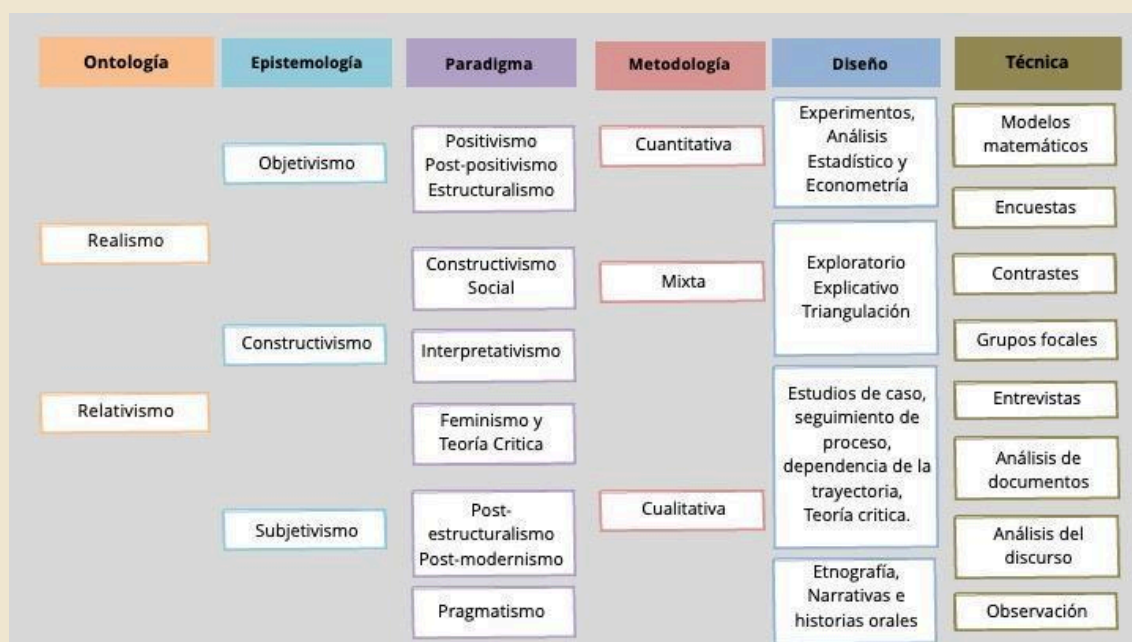 Ontología
Epistemología
Paradigma
Metodología
Diseño
Técnica
Realismo
Relativismo
Objetivismo
Constructivismo
Subjetivismo
Positivismo
Post-positivismo
Estructuralismo
Constructivismo
Social
Interpretativismo
Feminismo y
Teoría Critica
Post-
estructuralismo
Post-modernismo
Pragmatismo
Cuantitativa
Mixta
Cualitativa
Experimentos,
Análisis
Estadístico y
Econometría
Exploratorio
Explicativo
Triangulación
Estudios de caso,
seguimiento de
proceso,
dependencia de la
trayectoria,
Teoría critica.
Etnografía,
Narrativas e
historias orales
Modelos
matemáticos
Encuestas
Contrastes
Grupos focales
Entrevistas
Análisis de
documentos
Análisis del
discurso
Observación